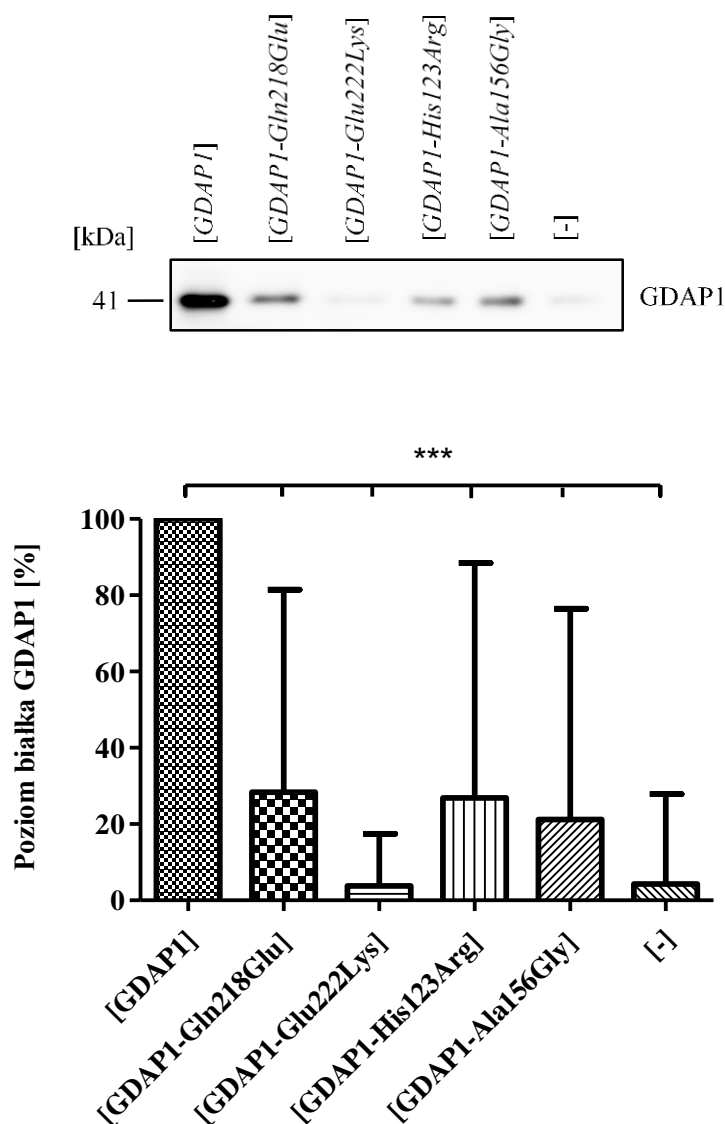 [GDAP1]
[GDAP1-Gln218Glu]
[GDAP1-Glu222Lys]
[GDAP1-His123Arg]
[GDAP1-Ala156Gly]
[-]
[kDa]
41
GDAP1
***
Poziom białka GDAP1 [%]
100
80
60
40
20
0
[GDAP1]
[GDAP1-Gln218Glu]
[GDAP1-Glu222Lys]
[GDAP1-His123Arg]
[GDAP1-Ala156Gly]
[-]